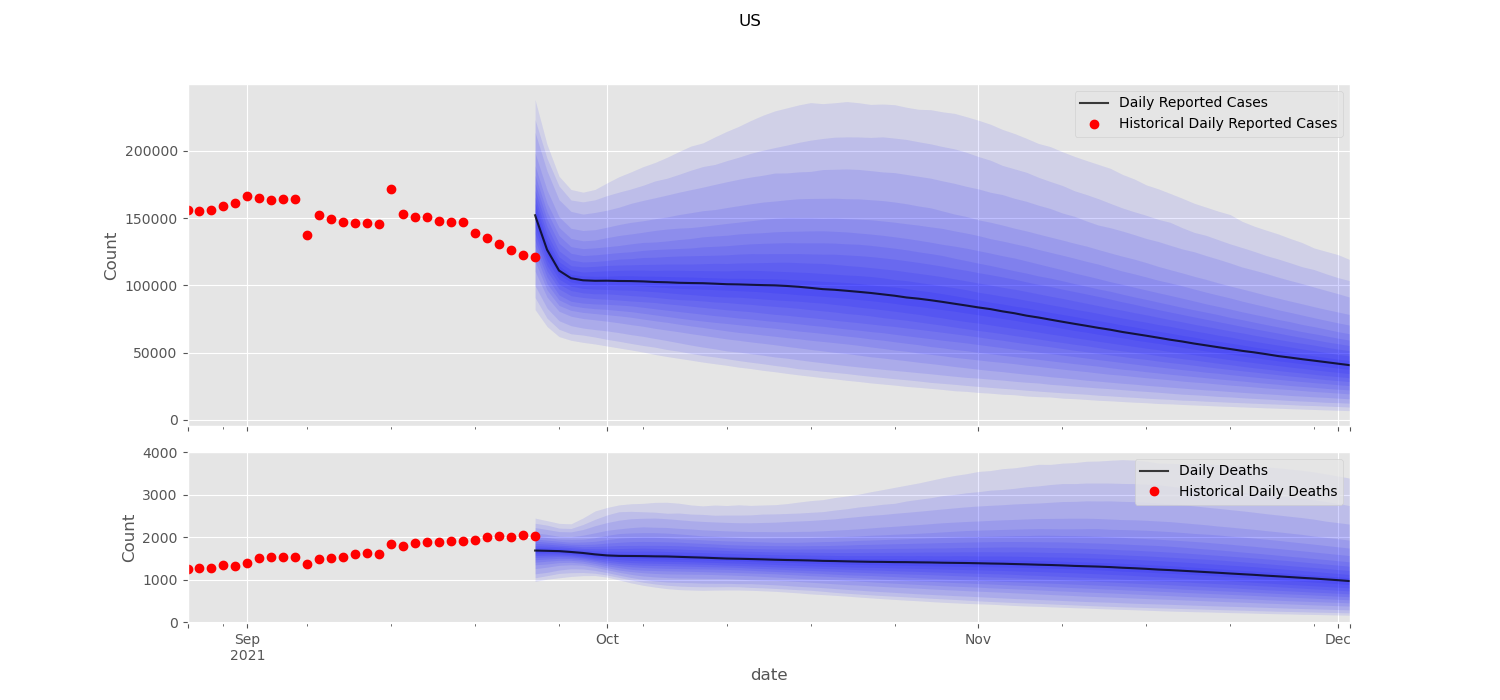 US
Daily Reported Cases
Historical Daily Reported Cases
200000
150000
100000
50000
0
Count
Daily Deaths
Historical Daily Deaths
4000
3000
2000
1000
0
Count
Sep
2021
Oct
Nov
Dec
date